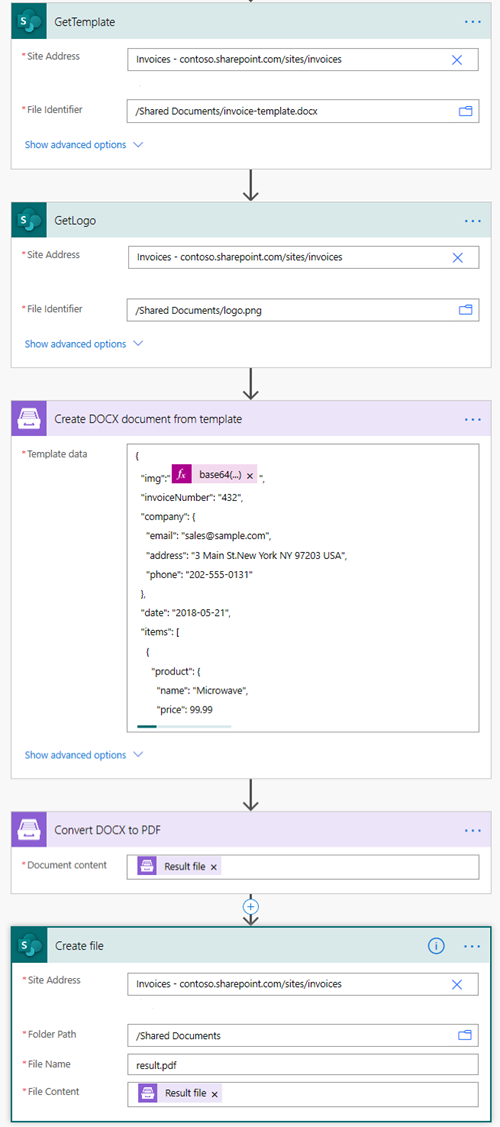 GetTemplate
* Site Address
Invoices - contoso.sharepoint.com/sites/invoices
* File Identifier
/Shared Documents/invoice-template.docx
Show advanced options
GetLogo
* Site Address
Invoices - contoso.sharepoint.com/sites/invoices
* File Identifier
/Shared Documents/logo.png
Show advanced options
Create DOCX document from template
* Template data
{
"img":" fx base64(...) x ",
"invoiceNumber": "432",
"company": {
"email": "sales@sample.com",
"address": "3 Main St.New York NY 97203 USA",
"phone": "202-555-0131"
},
"date": "2018-05-21",
"items": [
{
"product": {
"name": "Microwave",
"price": 99.99
Show advanced options
Convert DOCX to PDF
* Document content
Result file x
Create file
* Site Address
Invoices - contoso.sharepoint.com/sites/invoices
* Folder Path
/Shared Documents
* File Name
result.pdf
* File Content
Result file x